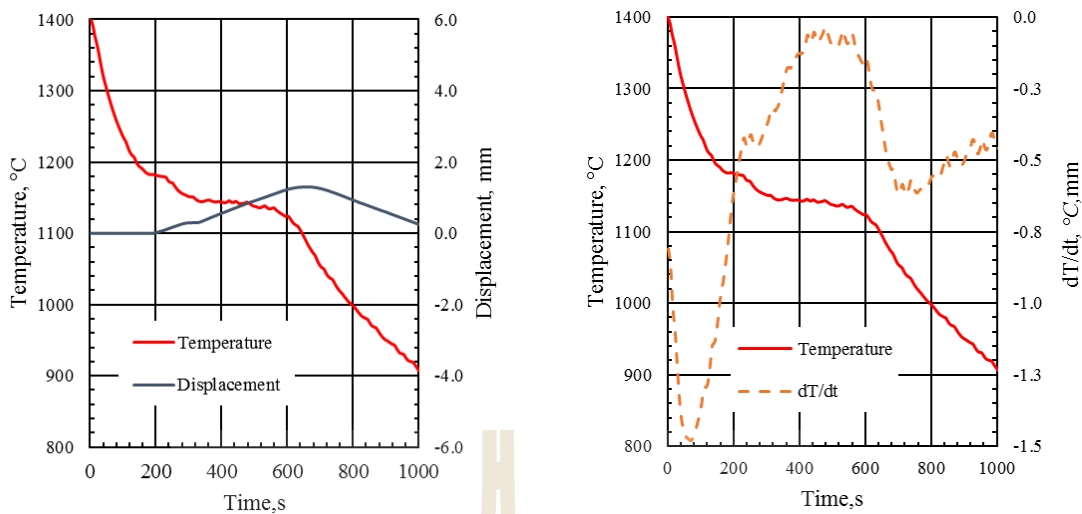 1400
1300
1200
1100
1000
900
800
Temperature, °C
6.0
4.0
2.0
0.0
-2.0
-4.0
-6.0
Displacement, mm
Temperature
Displacement
0 200 400 600 800 1000
Time,s
1400
1300
1200
1100
1000
900
800
Temperature, °C
0.0
-0.3
-0.5
-0.8
-1.0
-1.3
-1.5
dT/dt, °C,mm
Temperature
dT/dt
0 200 400 600 800 1000
Time,s